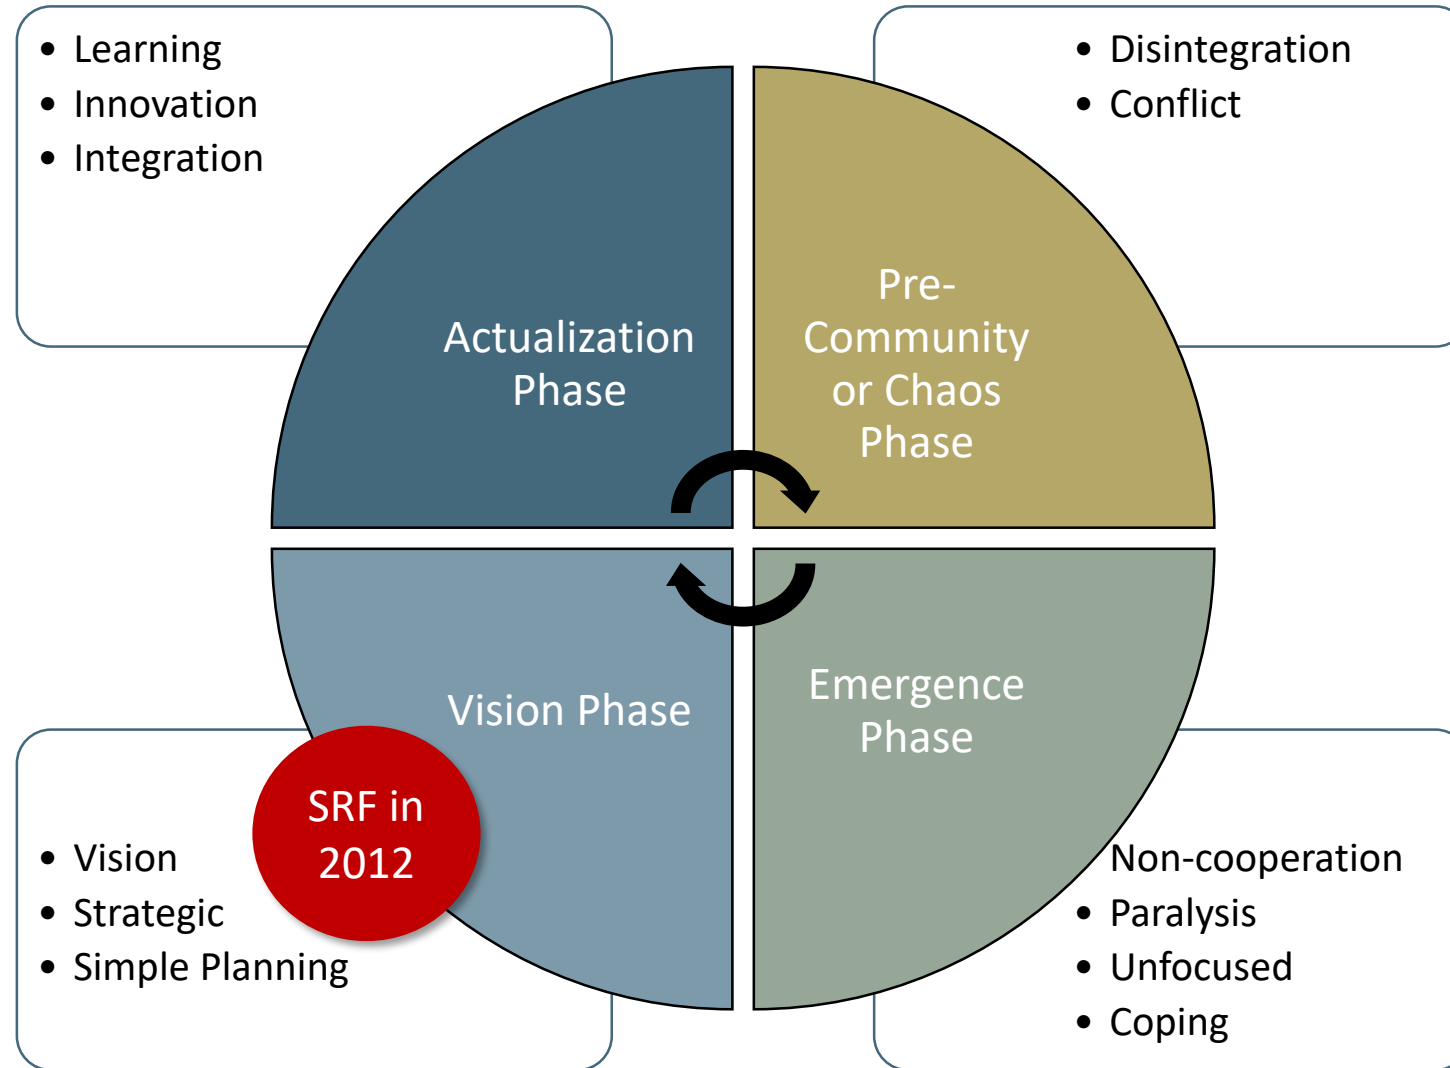 • Learning
• Innovation
• Integration
• Disintegration
• Conflict
Actualization
Phase
Pre-
Community
or Chaos
Phase
Vision Phase
Emergence
Phase
SRF in
2012
• Vision
• Strategic
• Simple Planning
Non-cooperation
• Paralysis
• Unfocused
• Coping